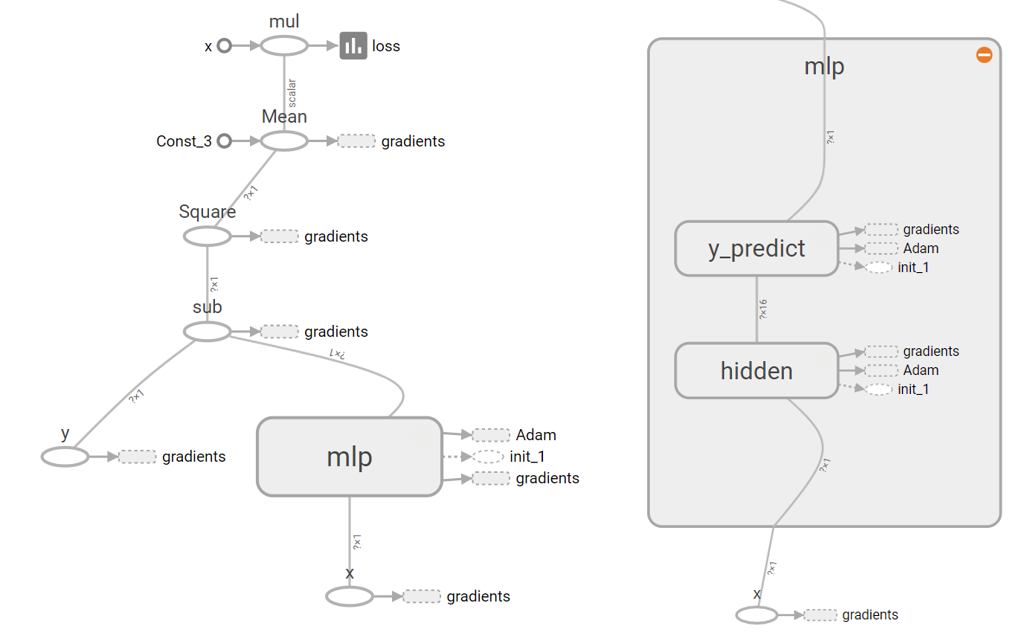 mul
x
loss
scalar
Mean
Const_3
gradients
?×1
Square
gradients
?×1
sub
gradients
?×1
?×1
y
gradients
mlp
Adam
init_1
gradients
?×1
x
gradients
mlp
?×1
y_predict
gradients
Adam
init_1
?×16
hidden
gradients
Adam
init_1
?×1
?×1
x
gradients